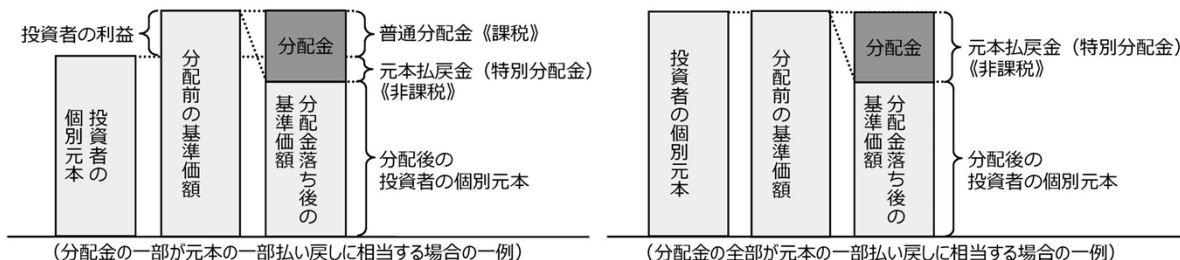 投資者の利益
投資者の
個別元本
分配前の基準価額
分配金
分配金落ち後の
基準価額
普通分配金《課税》
元本払戻金（特別分配金）
《非課税》
分配後の
投資者の個別元本
（分配金の一部が元本の一部払い戻しに相当する場合の一例）
投資者の個別元本
分配前の基準価額
分配金
分配金落ち後の
基準価額
元本払戻金（特別分配金）
《非課税》
分配後の
投資者の個別元本
（分配金の全部が元本の一部払い戻しに相当する場合の一例）